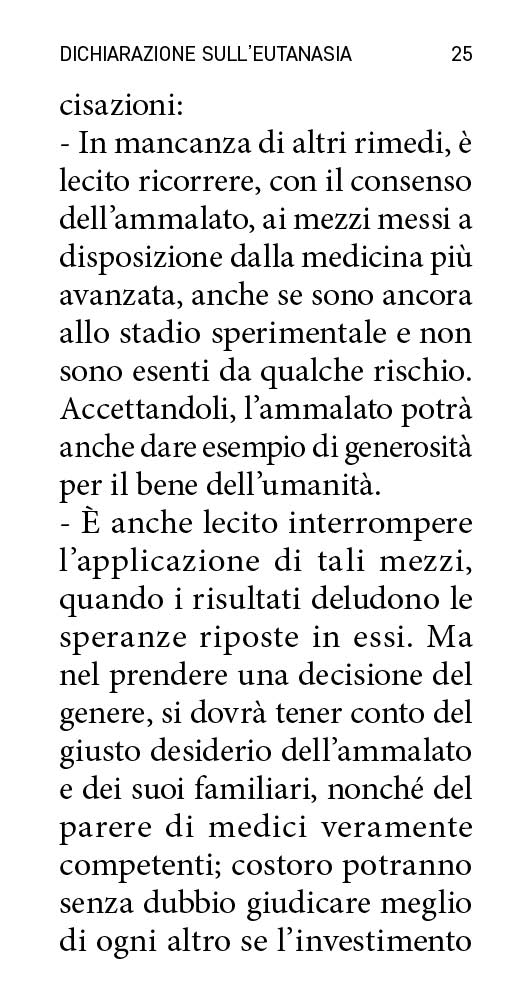 DICHIARAZIONE SULL'EUTANASIA 25
cisazioni:
- In mancanza di altri rimedi, è
lecito ricorrere, con il consenso
dell’ammalato, ai mezzi messi a
disposizione dalla medicina più
avanzata, anche se sono ancora
allo stadio sperimentale e non
sono esenti da qualche rischio.
Accettandoli, l’ammalato potrà
anche dare esempio di generosità
per il bene dell’umanità.
- È anche lecito interrompere
l’applicazione di tali mezzi,
quando i risultati deludono le
speranze riposte in essi. Ma
nel prendere una decisione del
genere, si dovrà tener conto del
giusto desiderio dell’ammalato
e dei suoi familiari, nonché del
parere di medici veramente
competenti; costoro potranno
senza dubbio giudicare meglio
di ogni altro se l’investimento